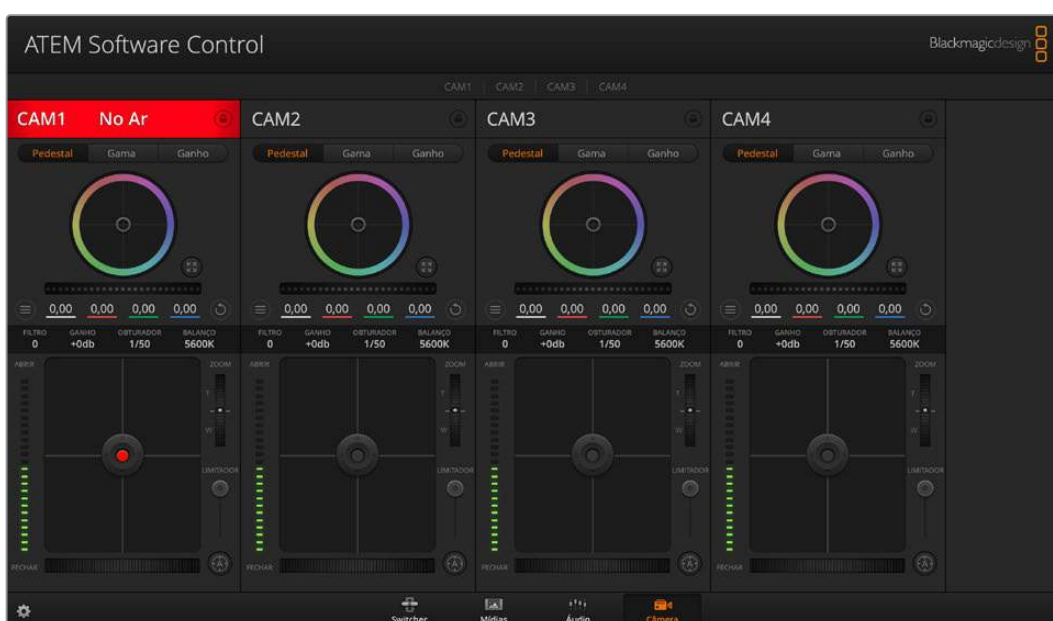 ATEM Software Control
Blackmagicdesign
CAM1 CAM2 CAM3 CAM4
CAM1 No Ar CAM2 CAM3 CAM4
Pedestal Gama Ganho Pedestal Gama Ganho Pedestal Gama Ganho Pedestal Gama Ganho
0,00 0,00 0,00 0,00 0,00 0,00 0,00 0,00 0,00 0,00 0,00 0,00 0,00 0,00 0,00 0,00
FILTRO GANHO OBTURADOR BALANÇO FILTRO GANHO OBTURADOR BALANÇO FILTRO GANHO OBTURADOR BALANÇO FILTRO GANHO OBTURADOR BALANÇO
0 +0db 1/50 5600K 0 +0db 1/50 5600K 0 +0db 1/50 5600K 0 +0db 1/50 5600K
ABRIR ZOOM ABRIR ZOOM ABRIR ZOOM ABRIR ZOOM
T T T T
W W W W
LIMITADOR LIMITADOR LIMITADOR LIMITADOR
A A A A
FECHAR FECHAR FECHAR FECHAR
Switcher Mídias Áudio Câmera